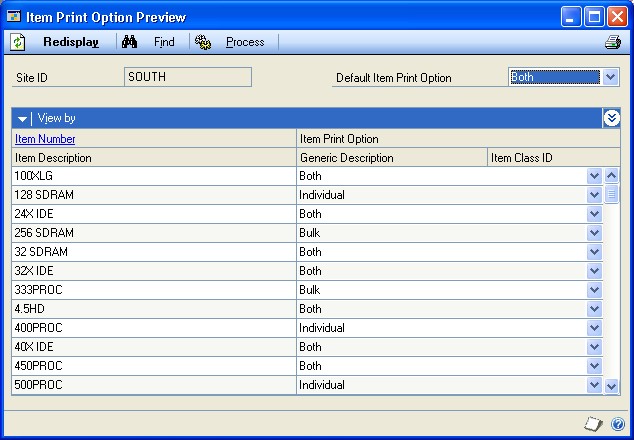 Item Print Option Preview
Redisplay Find Process
Site ID SOUTH Default Item Print Option Both
View by
Item Number Item Print Option
Item Description Generic Description Item Class ID
100XLG Both
128 SDRAM Individual
24X IDE Both
256 SDRAM Bulk
32 SDRAM Both
32X IDE Both
333PROC Bulk
4.5HD Both
400PROC Individual
40X IDE Both
450PROC Both
500PROC Individual